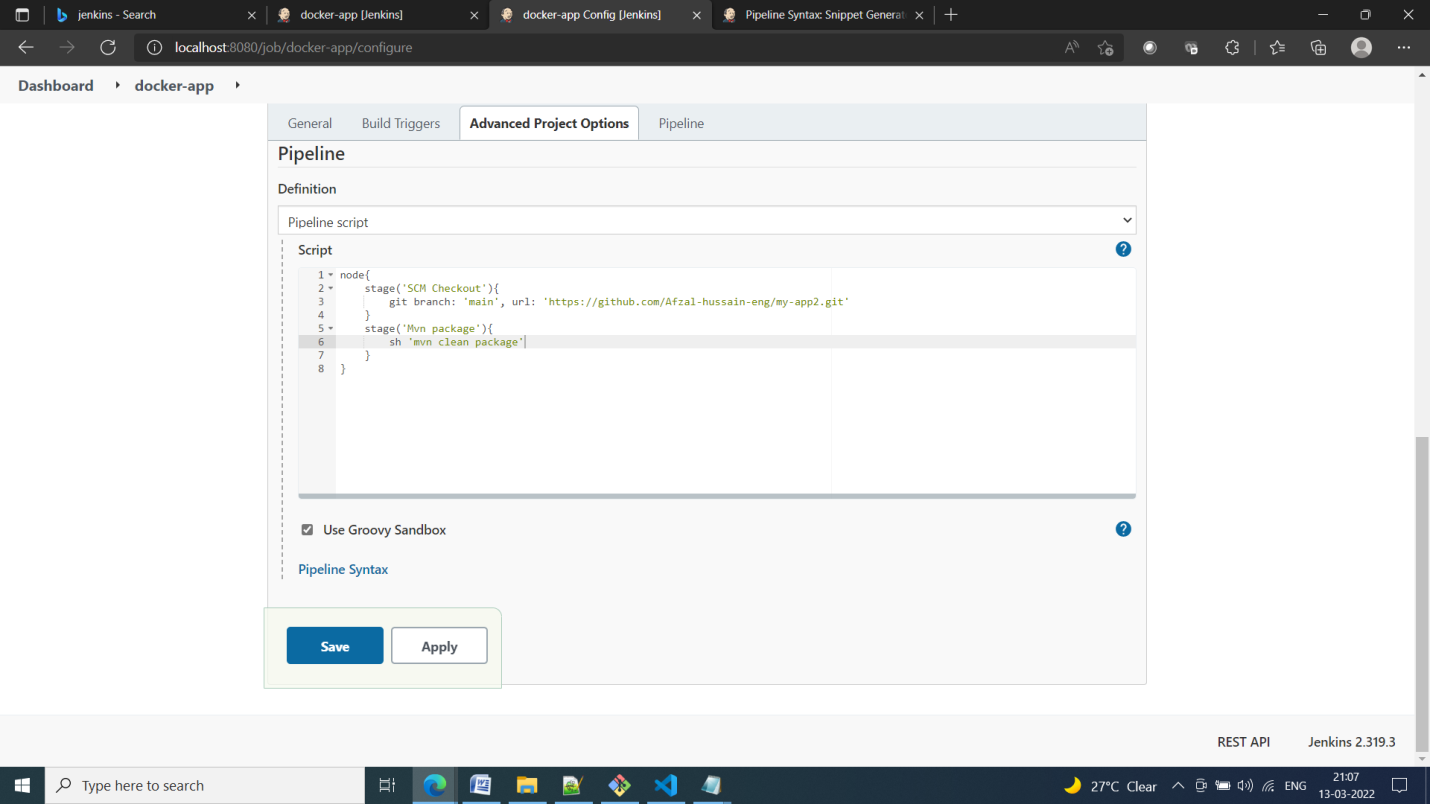 jenkins - Search
docker-app [Jenkins]
docker-app Config [Jenkins]
Pipeline Syntax: Snippet Generat
localhost:8080/job/docker-app/configure
Dashboard
docker-app
General
Build Triggers
Advanced Project Options
Pipeline
Pipeline
Definition
Pipeline script
Script
1 node{
2 stage('SCM Checkout'){
3 git branch: 'main', url: 'https://github.com/Afzal-hussain-eng/my-app2.git'
4 }
5 stage('Mvn package'){
6 sh 'mvn clean package'
7 }
8 }
Use Groovy Sandbox
Pipeline Syntax
Save
Apply
REST API
Jenkins 2.319.3
Type here to search
27°C Clear
ENG
21:07
13-03-2022